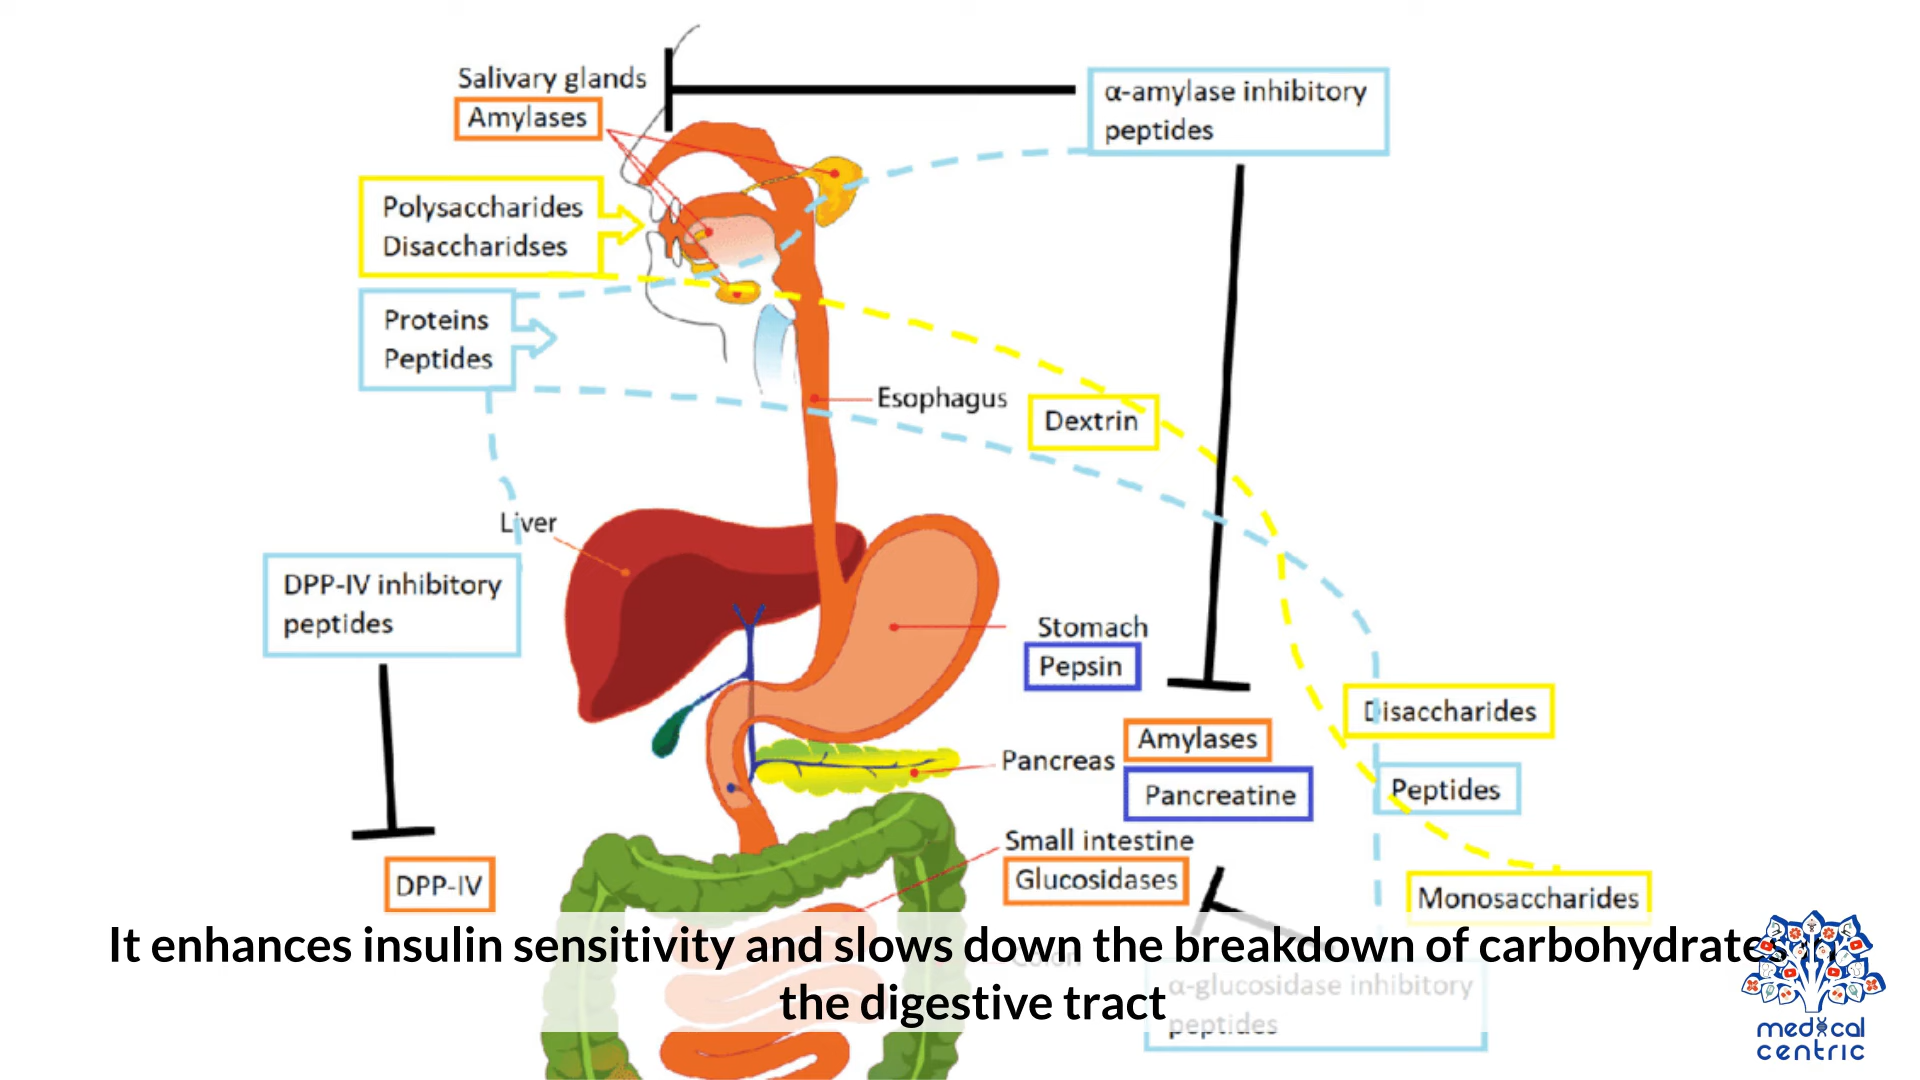 Salivary glands
Amylases
α-amylase inhibitory
peptides
Polysaccharides
Disaccharidses
Proteins
Peptides
Esophagus
Dextrin
Liver
DPP-IV inhibitory
peptides
Stomach
Pepsin
Disaccharides
Amylases
Pancreas
Pancreatine
Peptides
Small intestine
Glucosidases
DPP-IV
Monosaccharides
It enhances insulin sensitivity and slows down the breakdown of carbohydrates in
the digestive tract
Colon
α-glucosidase inhibitory
peptides
medical
centric